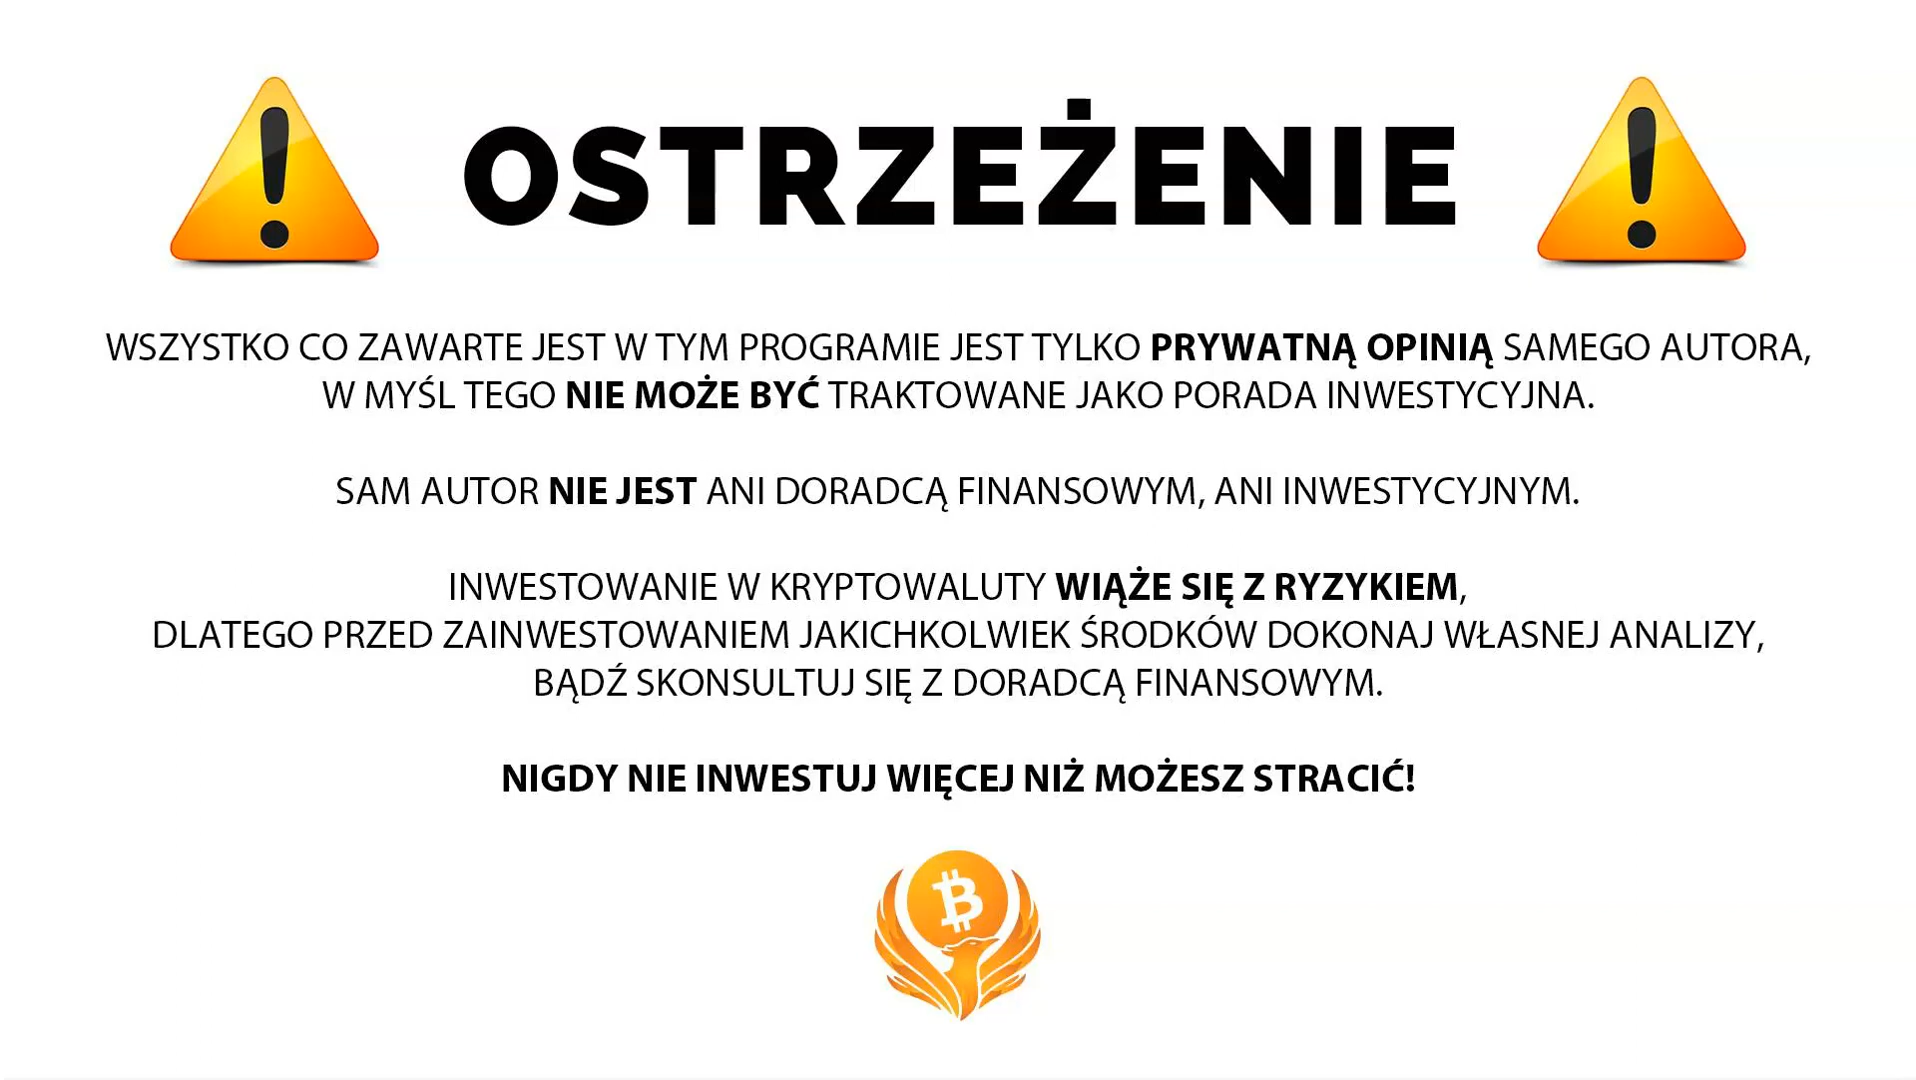 OSTRZEŻENIE
WSZYSTKO CO ZAWARTE JEST W TYM PROGRAMIE JEST TYLKO PRYWATNĄ OPINIĄ SAMEGO AUTORA,
W MYŚL TEGO NIE MOŻE BYĆ TRAKTOWANE JAKO PORADA INWESTYCYJNA.
SAM AUTOR NIE JEST ANI DORADCĄ FINANSOWYM, ANI INWESTYCYJNYM.
INWESTOWANIE W KRYPTOWALUTY WIĄŻE SIĘ Z RYZYKIEM,
DLATEGO PRZED ZAINWESTOWANIEM JAKICHKOLWIEK ŚRODKÓW DOKONAJ WŁASNEJ ANALIZY,
BĄDŹ SKONSULTUJ SIĘ Z DORADCĄ FINANSOWYM.
NIGDY NIE INWESTUJ WIĘCEJ NIŻ MOŻESZ STRACIĆ!